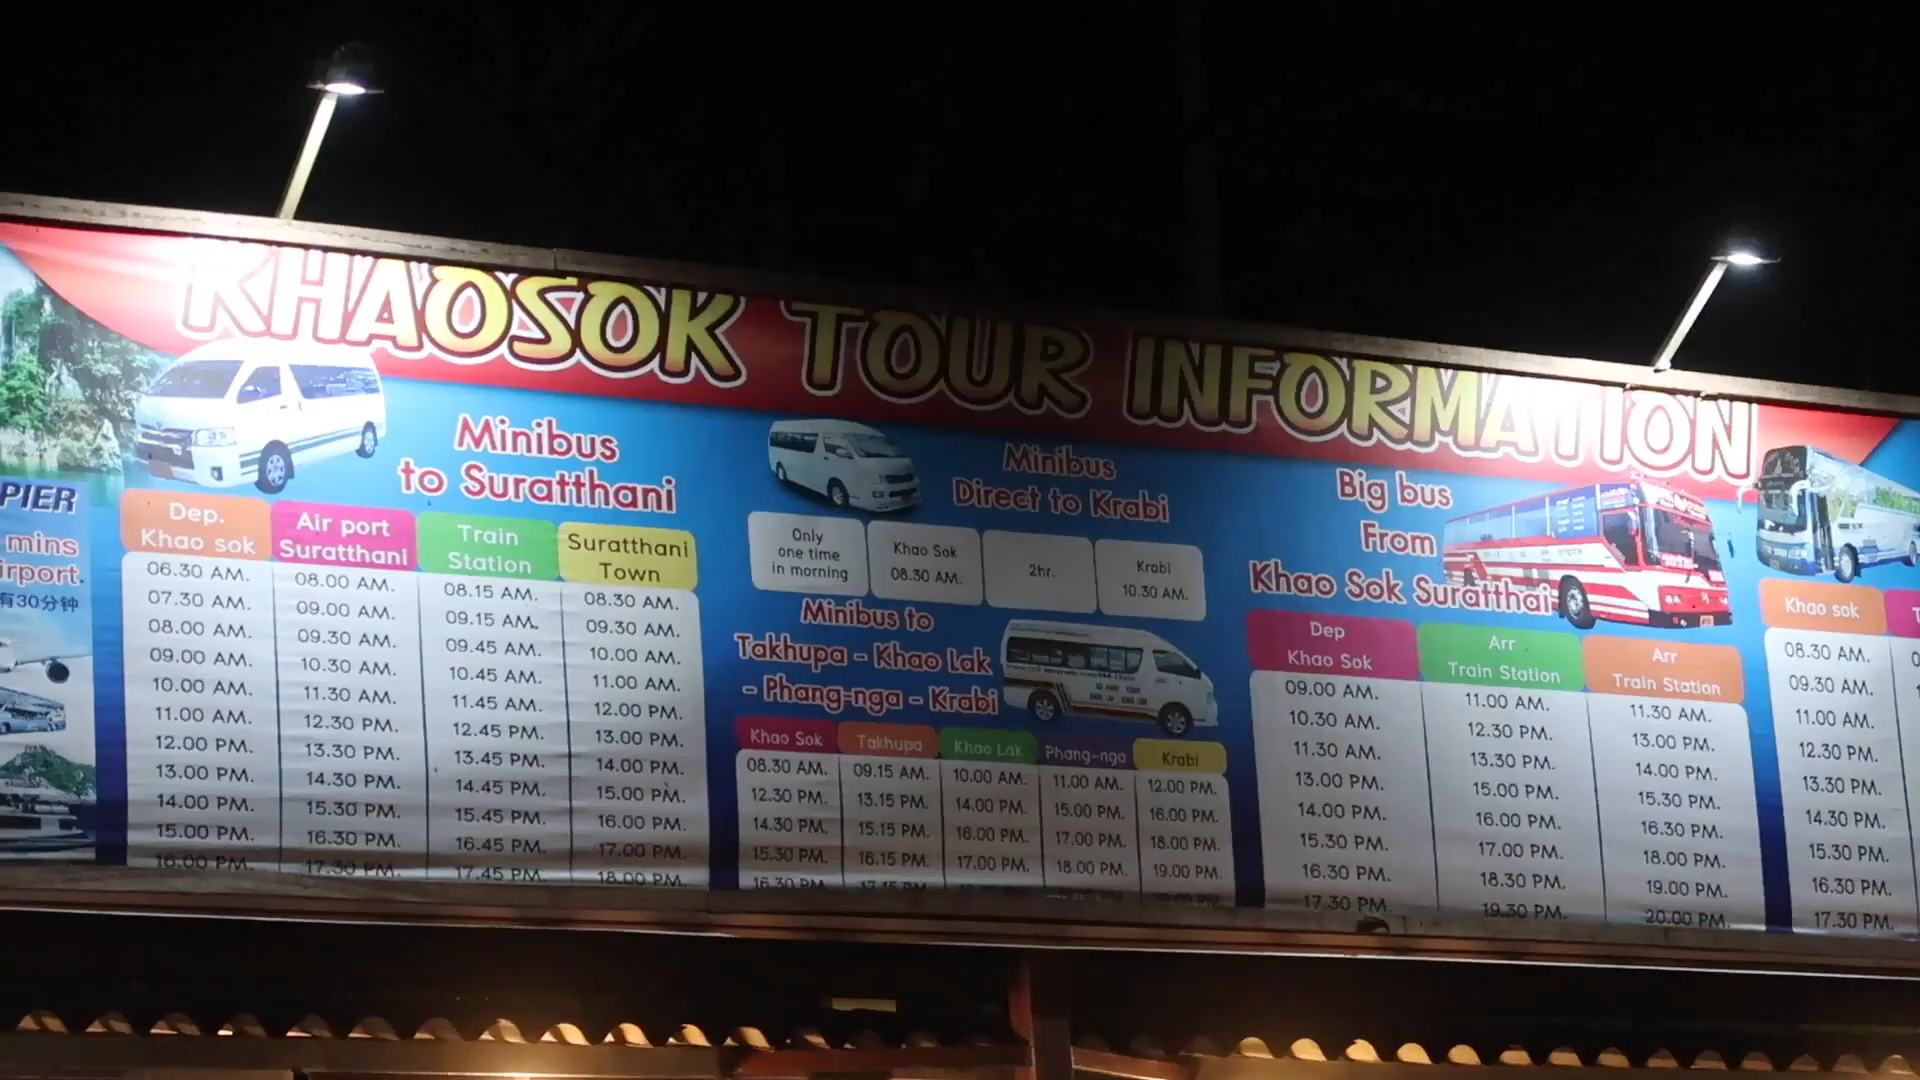 KHAOSOK TOUR INFORMATION
PIER
mins
irport.
有30分钟
Minibus
to Suratthani
Dep. Khao sok Air port Suratthani Train Station Suratthani Town
06.30 AM. 08.00 AM. 08.15 AM. 08.30 AM.
07.30 AM. 09.00 AM. 09.15 AM. 09.30 AM.
08.00 AM. 09.30 AM. 09.45 AM. 10.00 AM.
09.00 AM. 10.30 AM. 10.45 AM. 11.00 AM.
10.00 AM. 11.30 AM. 11.45 AM. 12.00 PM.
11.00 AM. 12.30 PM. 12.45 PM. 13.00 PM.
12.00 PM. 13.30 PM. 13.45 PM. 14.00 PM.
13.00 PM. 14.30 PM. 14.45 PM. 15.00 PM.
14.00 PM. 15.30 PM. 15.45 PM. 16.00 PM.
15.00 PM. 16.30 PM. 16.45 PM. 17.00 PM.
16.00 PM. 17.30 PM. 17.45 PM. 18.00 PM.
Minibus
Direct to Krabi
Only one time in morning Khao Sok 08.30 AM. 2hr. Krabi 10.30 AM.
Minibus to
Takhupa - Khao Lak
- Phang-nga - Krabi
Khao Sok Takhupa Khao Lak Phang-nga Krabi
08.30 AM. 09.15 AM. 10.00 AM. 11.00 AM. 12.00 PM.
12.30 PM. 13.15 PM. 14.00 PM. 15.00 PM. 16.00 PM.
14.30 PM. 15.15 PM. 16.00 PM. 17.00 PM. 18.00 PM.
15.30 PM. 16.15 PM. 17.00 PM. 18.00 PM. 19.00 PM.
16.30 PM. 17.15 PM.
Big bus
From
Khao Sok Suratthai
Dep Khao Sok Arr Train Station Arr Train Station
09.00 AM. 11.00 AM. 11.30 AM.
10.30 AM. 12.30 PM. 13.00 PM.
11.30 AM. 13.30 PM. 14.00 PM.
13.00 PM. 15.00 PM. 15.30 PM.
14.00 PM. 16.00 PM. 16.30 PM.
15.30 PM. 17.00 PM. 18.00 PM.
16.30 PM. 18.30 PM. 19.00 PM.
17.30 PM. 19.30 PM. 20.00 PM.
Khao sok
08.30 AM.
09.30 AM.
11.00 AM.
12.30 PM.
13.30 PM.
14.30 PM.
15.30 PM.
16.30 PM.
17.30 PM.